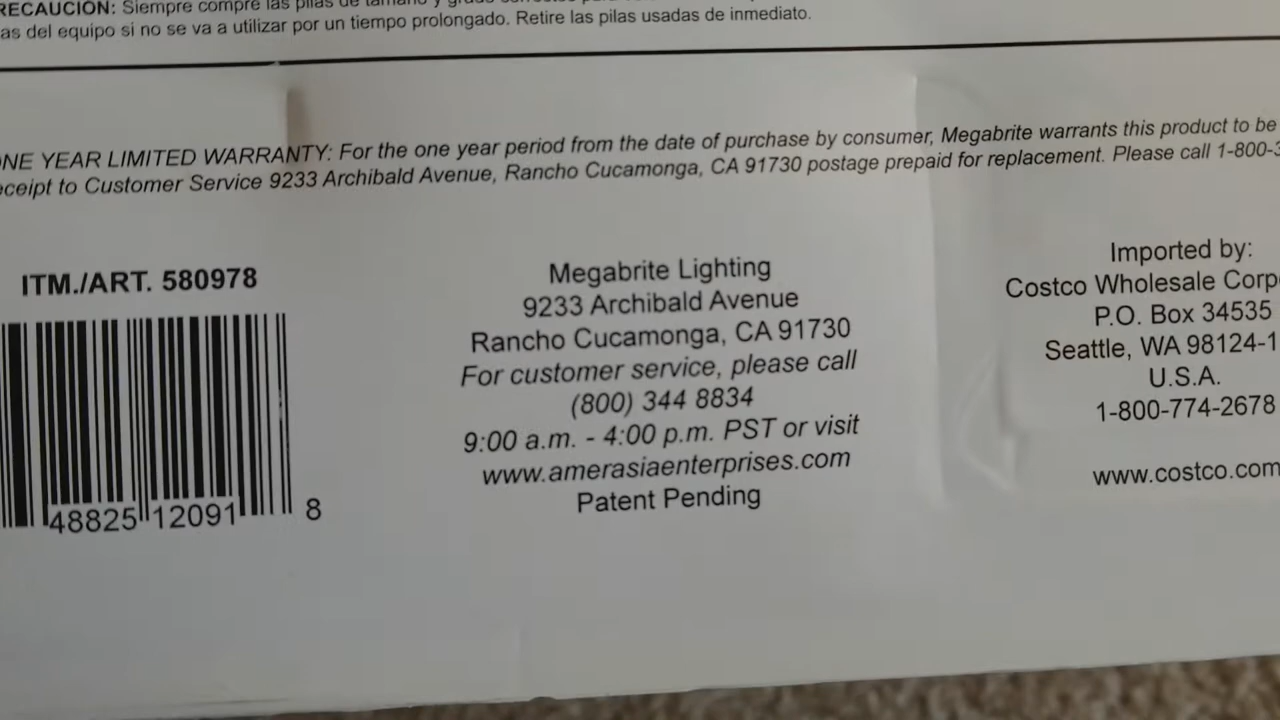 RECAUCIÓN: Siempre compre las pilas de tamaño y grado correctos para
as del equipo si no se va a utilizar por un tiempo prolongado. Retire las pilas usadas de inmediato.
ONE YEAR LIMITED WARRANTY: For the one year period from the date of purchase by consumer, Megabrite warrants this product to be
eceipt to Customer Service 9233 Archibald Avenue, Rancho Cucamonga, CA 91730 postage prepaid for replacement. Please call 1-800-3
ITM./ART. 580978
48825 12091 8
Megabrite Lighting
9233 Archibald Avenue
Rancho Cucamonga, CA 91730
For customer service, please call
(800) 344 8834
9:00 a.m. - 4:00 p.m. PST or visit
www.amerasiaenterprises.com
Patent Pending
Imported by:
Costco Wholesale Corp
P.O. Box 34535
Seattle, WA 98124-1
U.S.A.
1-800-774-2678
www.costco.com